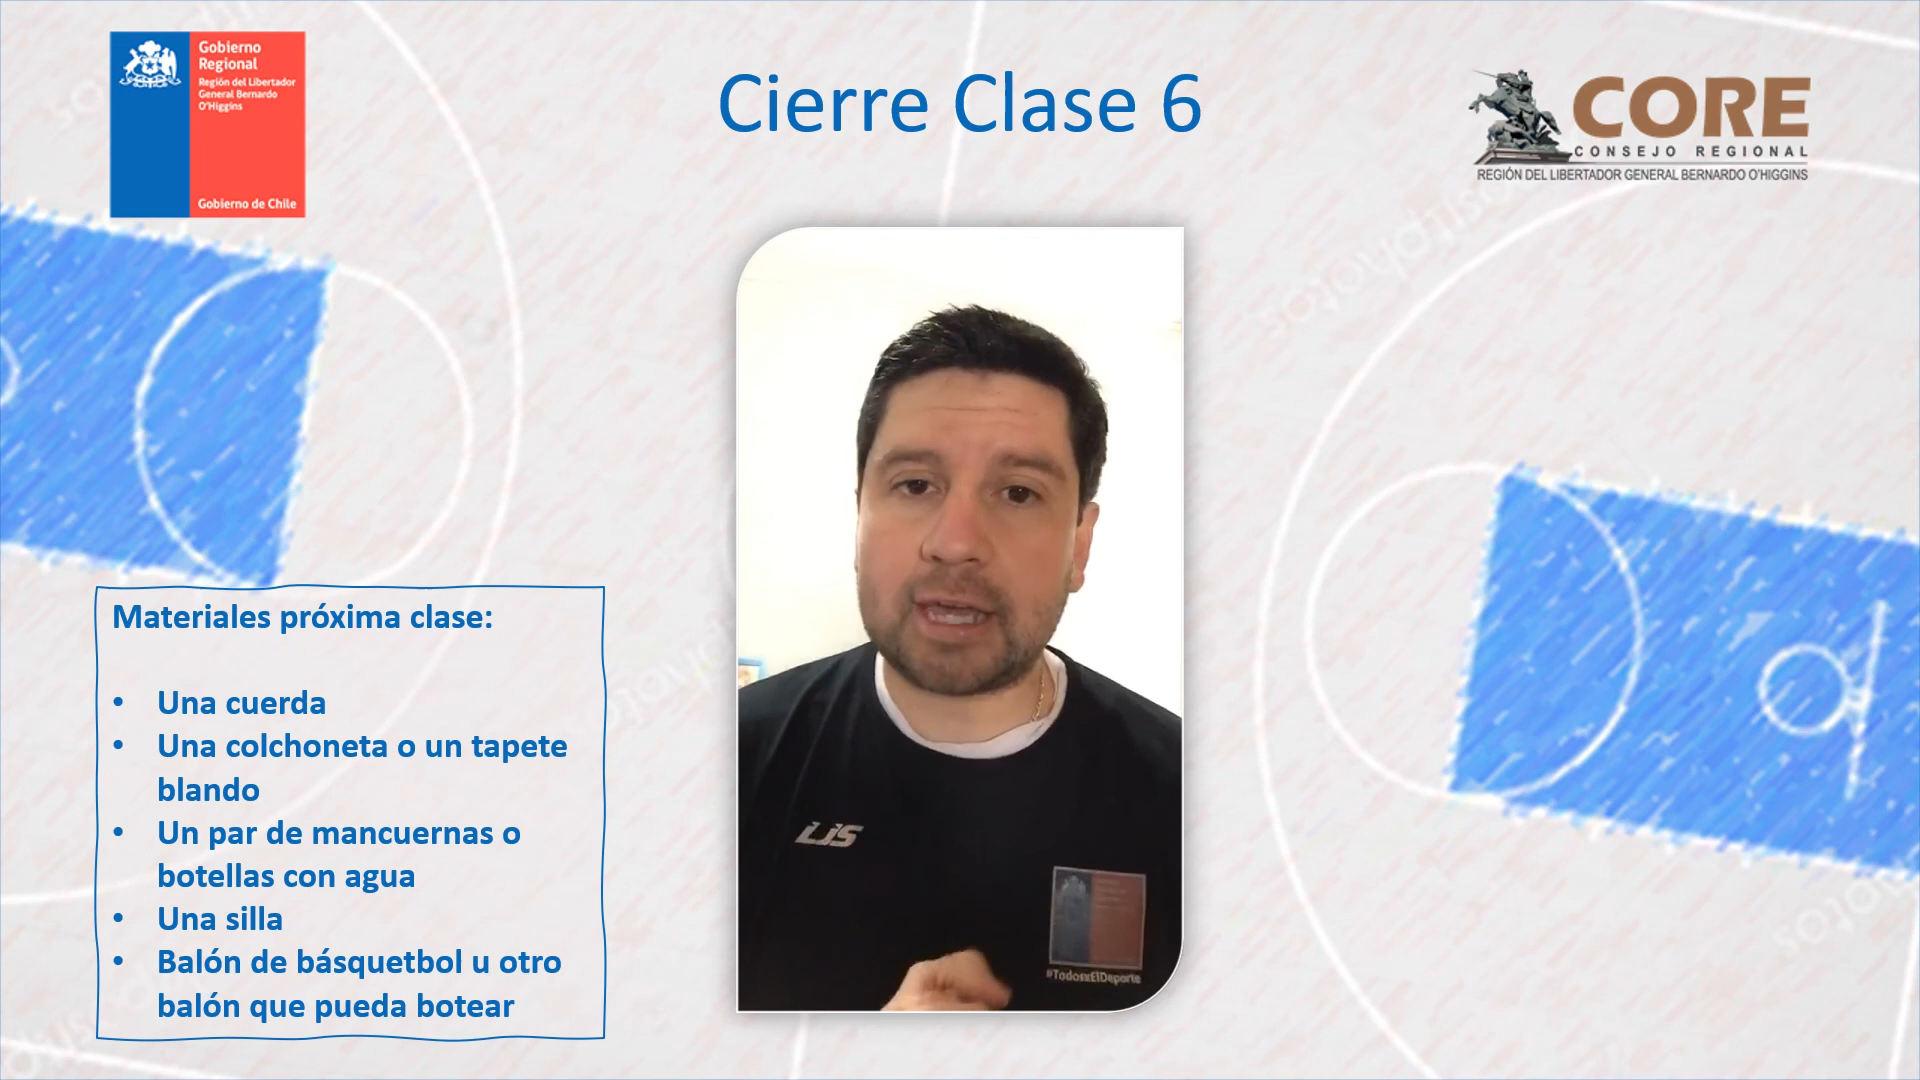 Gobierno
Regional
Región del Libertador
General Bernardo
O'Higgins
Gobierno de Chile
Cierre Clase 6
CORE
CONSEJO REGIONAL
REGIÓN DEL LIBERTADOR GENERAL BERNARDO O'HIGGINS
Materiales próxima clase:
• Una cuerda
• Una colchoneta o un tapete
blando
• Un par de mancuernas o
botellas con agua
• Una silla
• Balón de básquetbol u otro
balón que pueda botear
LJS
#TodosxElDeporte